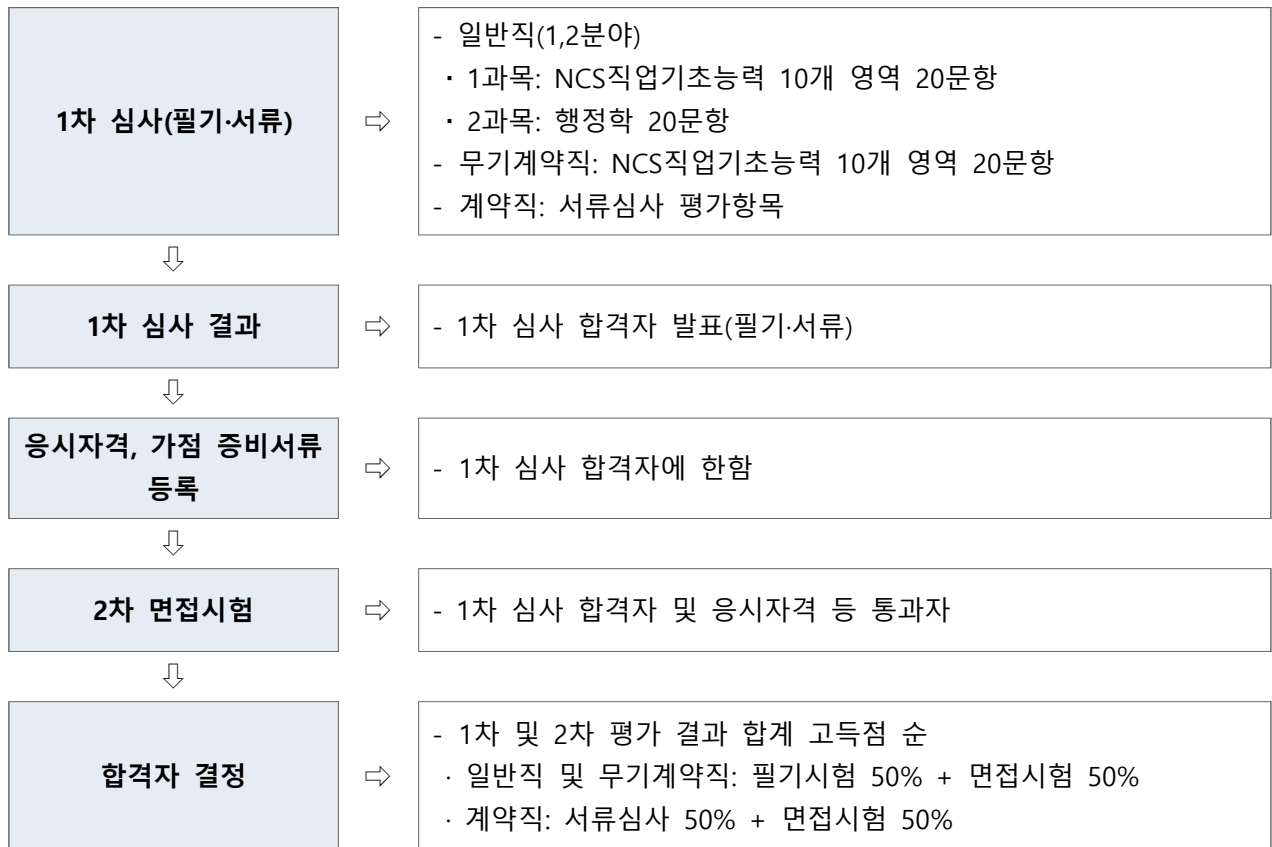 1차 심사(필기·서류)
⇨
- 일반직(1,2분야)
· 1과목: NCS직업기초능력 10개 영역 20문항
· 2과목: 행정학 20문항
- 무기계약직: NCS직업기초능력 10개 영역 20문항
- 계약직: 서류심사 평가항목
⇩
1차 심사 결과
⇨
- 1차 심사 합격자 발표(필기·서류)
⇩
응시자격, 가점 증비서류
등록
⇨
- 1차 심사 합격자에 한함
⇩
2차 면접시험
⇨
- 1차 심사 합격자 및 응시자격 등 통과자
⇩
합격자 결정
⇨
- 1차 및 2차 평가 결과 합계 고득점 순
· 일반직 및 무기계약직: 필기시험 50% + 면접시험 50%
· 계약직: 서류심사 50% + 면접시험 50%